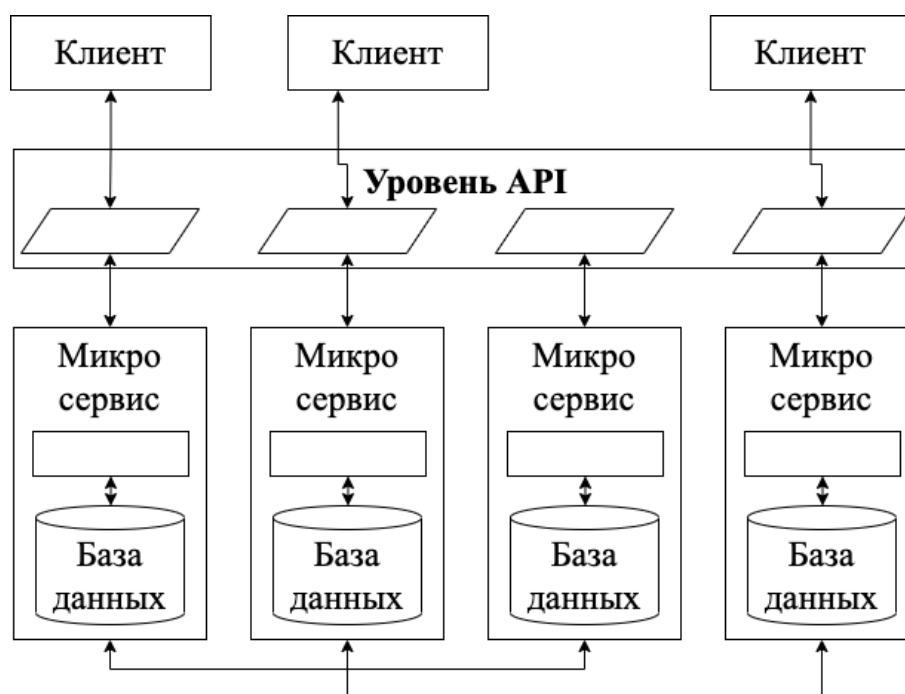 Клиент
Клиент
Клиент
Уровень API
Микро
сервис
База
данных
Микро
сервис
База
данных
Микро
сервис
База
данных
Микро
сервис
База
данных